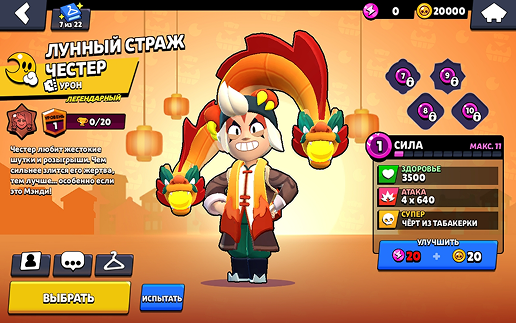 7 из 22
0
20000
ЛУННЫЙ СТРАЖ
ЧЕСТЕР
УРОН
ЛЕГЕНДАРНЫЙ
УРОВЕНЬ
1
0/20
Честер любит жестокие
шутки и розыгрыши. Чем
сильнее злится его жертва,
тем лучше... особенно если
это Мэнди!
7
9
8
10
1
СИЛА
МАКС. 11
ЗДОРОВЬЕ
3500
АТАКА
4 x 640
СУПЕР
ЧЁРТ ИЗ ТАБАКЕРКИ
УЛУЧШИТЬ
20 + 20
ВЫБРАТЬ
ИСПЫТАТЬ